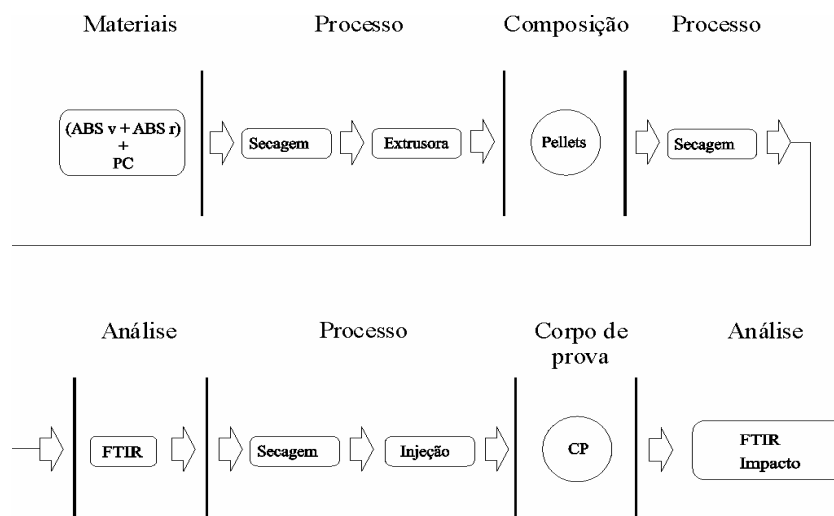 Materiais
Processo
Composição
Processo
(ABS v + ABS r)
+
PC
Secagem
Extrusora
Pellets
Secagem
Análise
Processo
Corpo de
prova
Análise
FTIR
Secagem
Injeção
CP
FTIR
Impacto